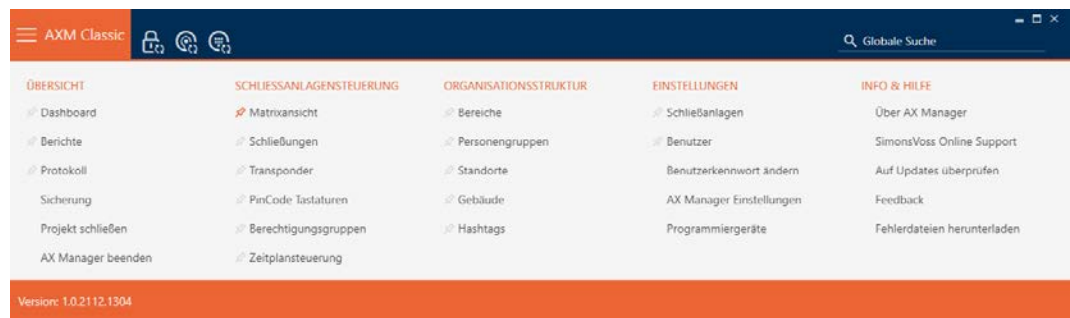 AXM Classic
Globale Suche
ÜBERSICHT
Dashboard
Berichte
Protokoll
Sicherung
Projekt schließen
AX Manager beenden
SCHLIESSANLAGENSTEUERUNG
Matrixansicht
Schließungen
Transponder
PinCode Tastaturen
Berechtigungsgruppen
Zeitplansteuerung
ORGANISATIONSSTRUKTUR
Bereiche
Personengruppen
Standorte
Gebäude
Hashtags
EINSTELLUNGEN
Schließanlagen
Benutzer
Benutzerkennwort ändern
AX Manager Einstellungen
Programmiergeräte
INFO & HILFE
Über AX Manager
SimonsVoss Online Support
Auf Updates überprüfen
Feedback
Fehlerdateien herunterladen
Version: 1.0.2112.1304